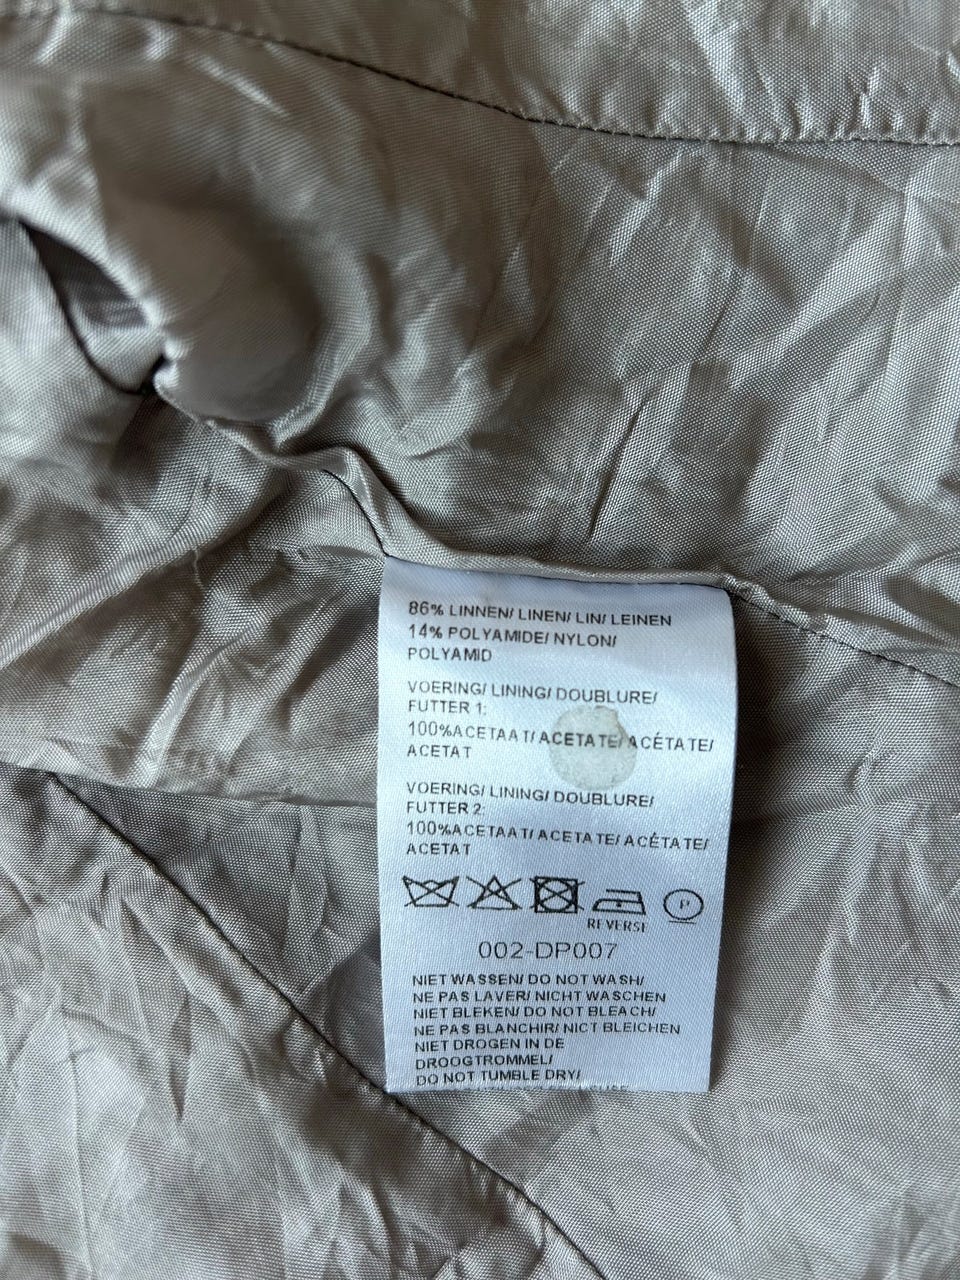 86% LINNEN/ LINEN/ LIN/ LEINEN
14% POLYAMIDE/ NYLON/
POLYAMID
VOERING/ LINING/ DOUBLURE/
FUTTER 1:
100%ACETAAT/ ACETATE/ ACÉTATE/
ACETAT
VOERING/ LINING/ DOUBLURE/
FUTTER 2:
100%ACETAAT/ ACETATE/ ACÉTATE/
ACETAT
P
REVERSE
002-DP007
NIET WASSEN/ DO NOT WASH/
NE PAS LAVER/ NICHT WASCHEN
NIET BLEKEN/ DO NOT BLEACH/
NE PAS BLANCHIR/ NICT BLEICHEN
NIET DROGEN IN DE
DROOGTROMMEL/
DO NOT TUMBLE DRY/